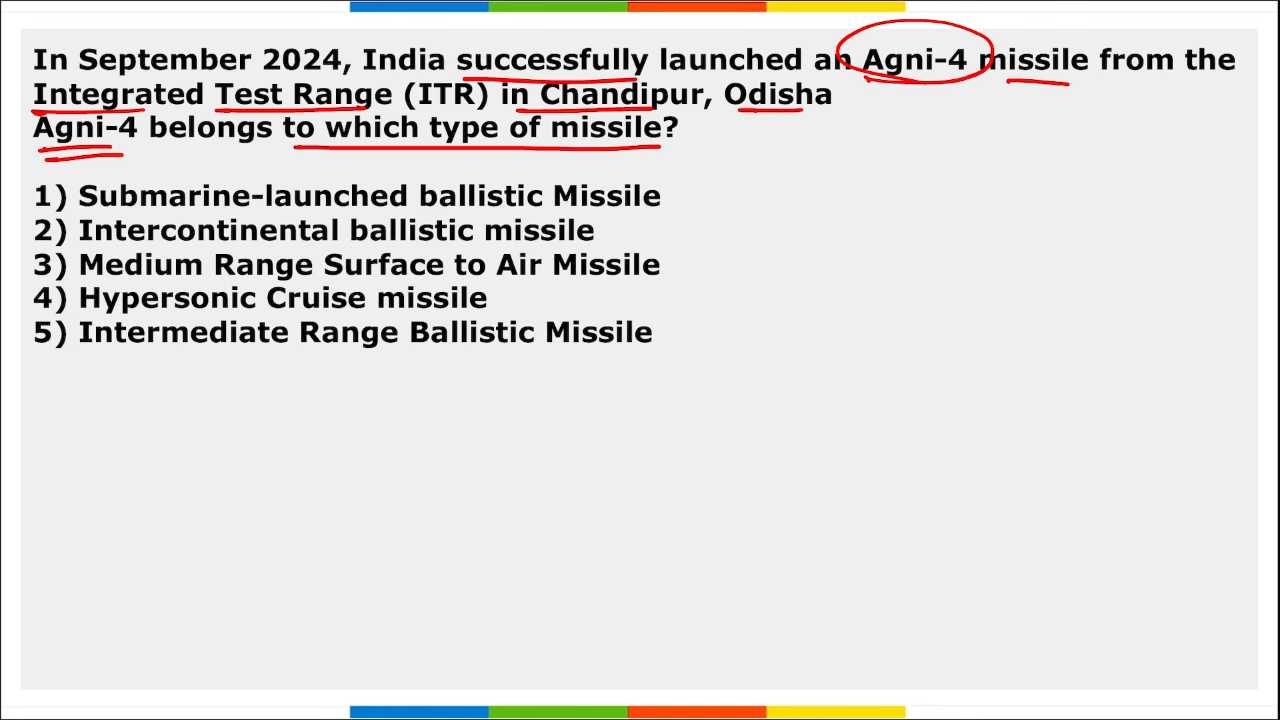 In September 2024, India successfully launched an Agni-4 missile from the
Integrated Test Range (ITR) in Chandipur, Odisha
Agni-4 belongs to which type of missile?
1) Submarine-launched ballistic Missile
2) Intercontinental ballistic missile
3) Medium Range Surface to Air Missile
4) Hypersonic Cruise missile
5) Intermediate Range Ballistic Missile